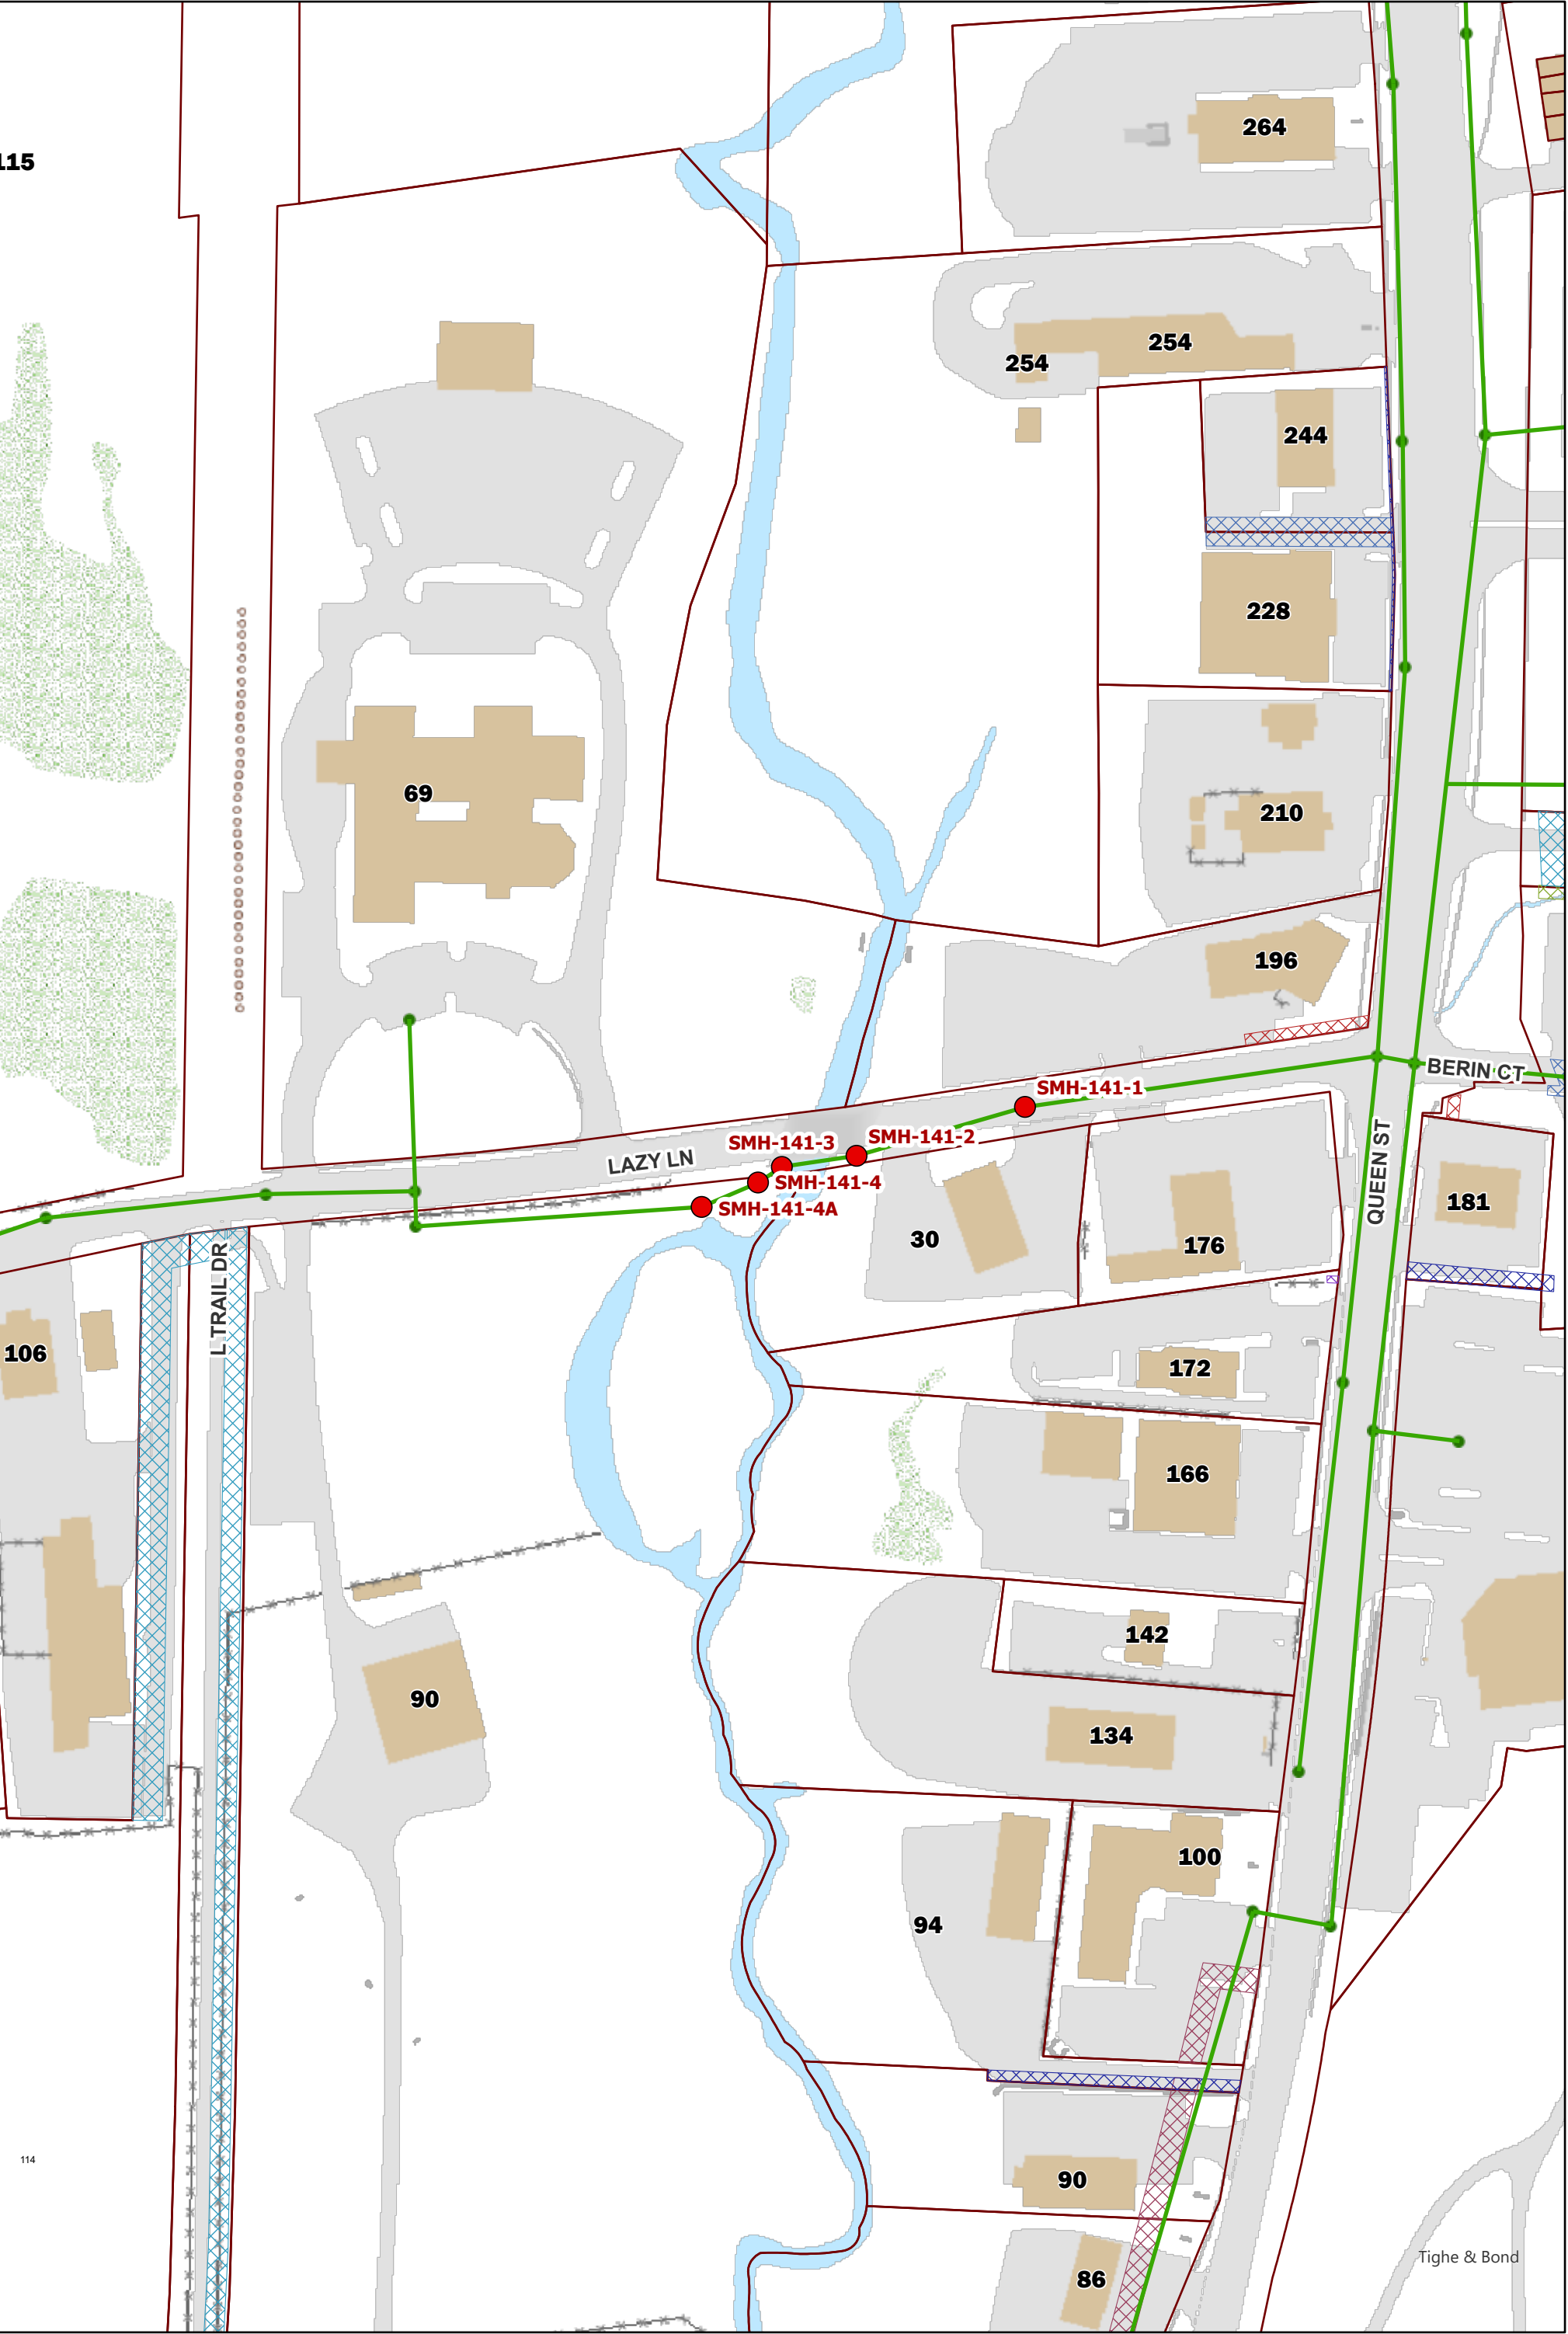 264
115
254
254
244
228
69
210
196
BERIN CT
SMH-141-1
SMH-141-2
SMH-141-3
LAZY LN
QUEEN ST
SMH-141-4
SMH-141-4A
181
30
176
L TRAIL DR
106
172
166
142
90
134
100
94
114
90
Tighe & Bond
86